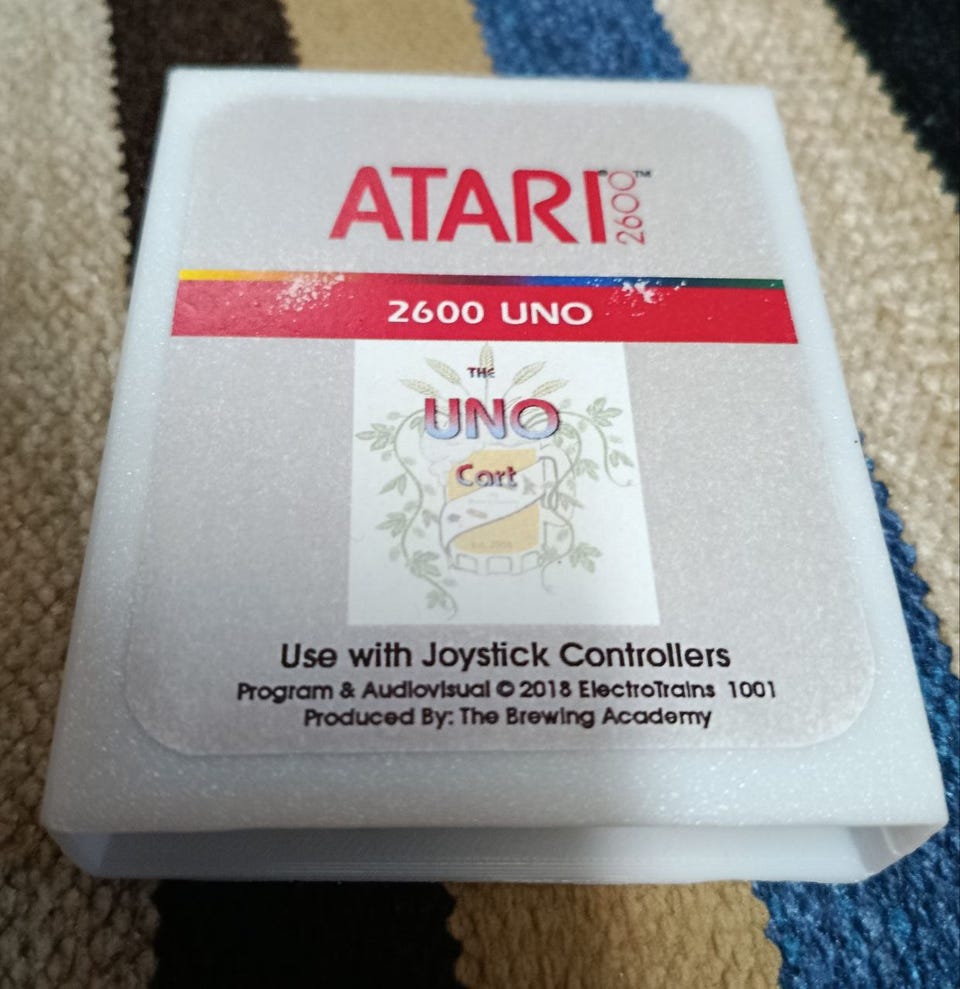 ATARI 2600™
2600 UNO
THE
UNO
Cart
Use with Joystick Controllers
Program & Audiovisual © 2018 ElectroTrains 1001
Produced By: The Brewing Academy